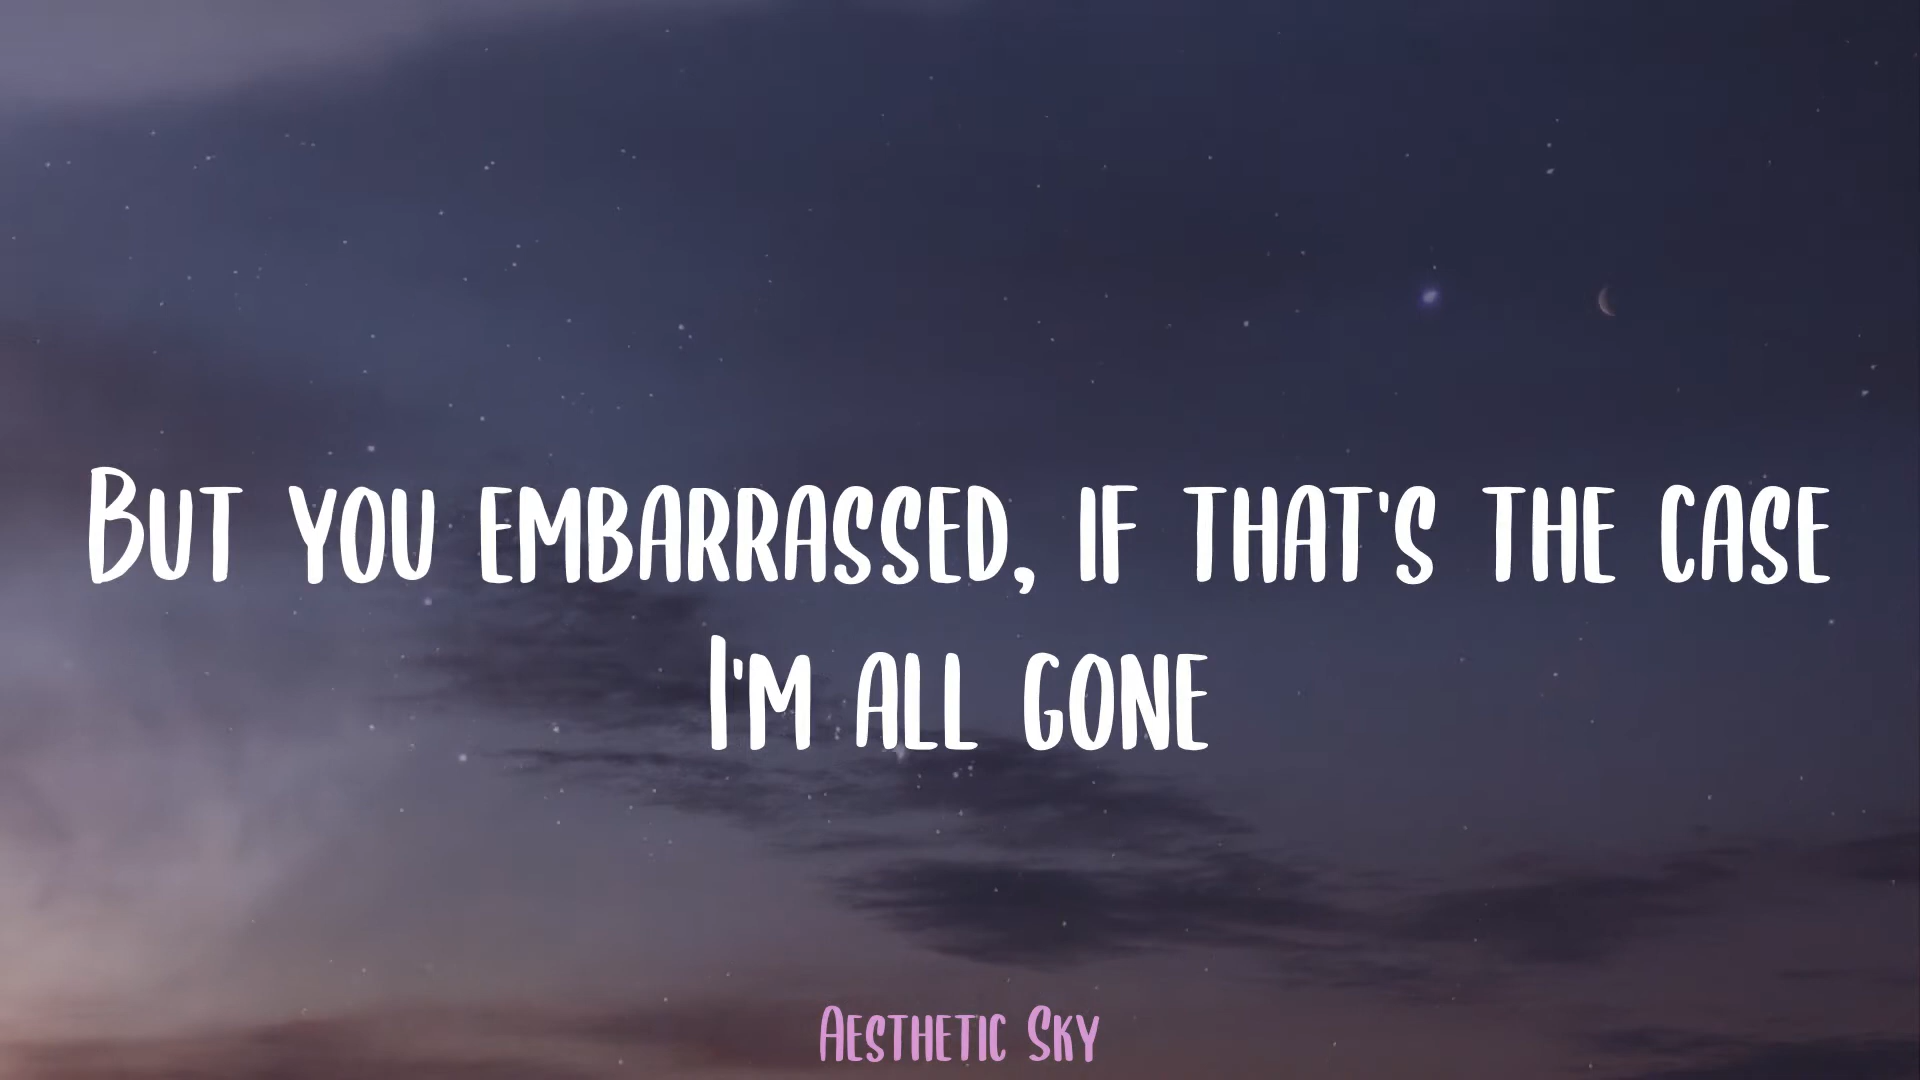 But you embarrassed, if that's the case
I'm all gone
Aesthetic Sky